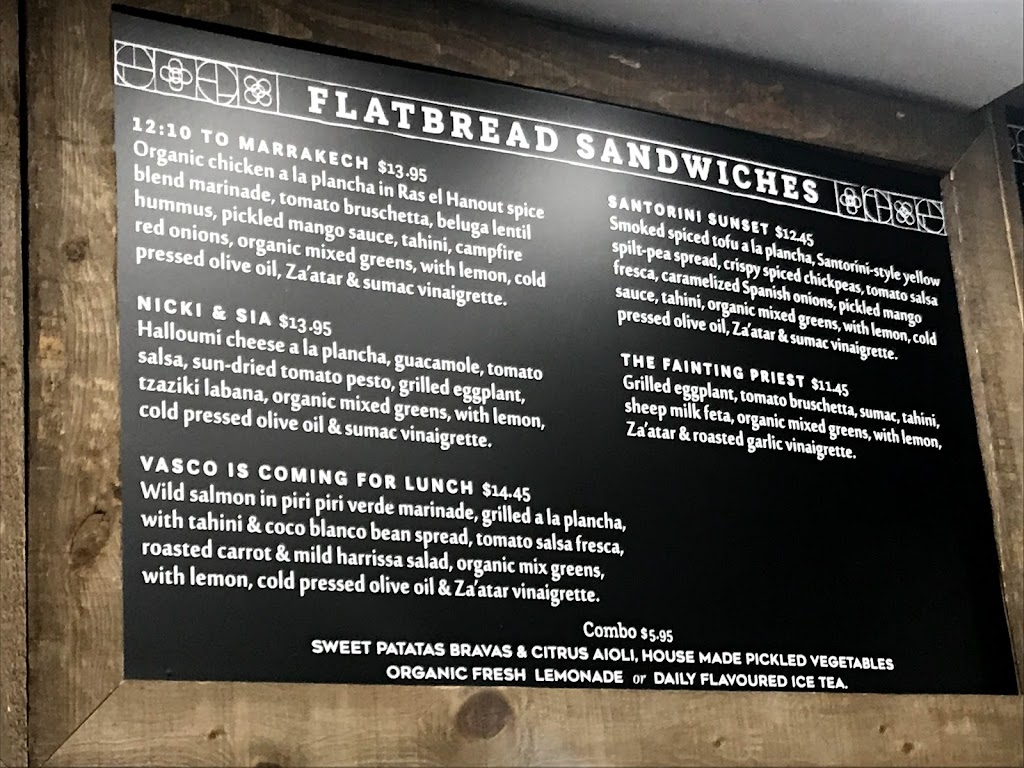 FLATBREAD SANDWICHES
12:10 TO MARRAKECH $13.95
Organic chicken a la plancha in Ras el Hanout spice
blend marinade, tomato bruschetta, beluga lentil
hummus, pickled mango sauce, tahini, campfire
red onions, organic mixed greens, with lemon, cold
pressed olive oil, Za'atar & sumac vinaigrette.
NICKI & SIA $13.95
Halloumi cheese a la plancha, guacamole, tomato
salsa, sun-dried tomato pesto, grilled eggplant,
tzaziki labana, organic mixed greens, with lemon,
cold pressed olive oil & sumac vinaigrette.
VASCO IS COMING FOR LUNCH $14.45
Wild salmon in piri piri verde marinade, grilled a la plancha,
with tahini & coco blanco bean spread, tomato salsa fresca,
roasted carrot & mild harrissa salad, organic mix greens,
with lemon, cold pressed olive oil & Za'atar vinaigrette.
SANTORINI SUNSET $12.45
Smoked spiced tofu a la plancha, Santorini-style yellow
spilt-pea spread, crispy spiced chickpeas, tomato salsa
fresca, caramelized Spanish onions, pickled mango
sauce, tahini, organic mixed greens, with lemon, cold
pressed olive oil, Za'atar & sumac vinaigrette.
THE FAINTING PRIEST $11.45
Grilled eggplant, tomato bruschetta, sumac, tahini,
sheep milk feta, organic mixed greens, with lemon,
Za'atar & roasted garlic vinaigrette.
Combo $5.95
SWEET PATATAS BRAVAS & CITRUS AIOLI, HOUSE MADE PICKLED VEGETABLES
ORGANIC FRESH LEMONADE or DAILY FLAVOURED ICE TEA.